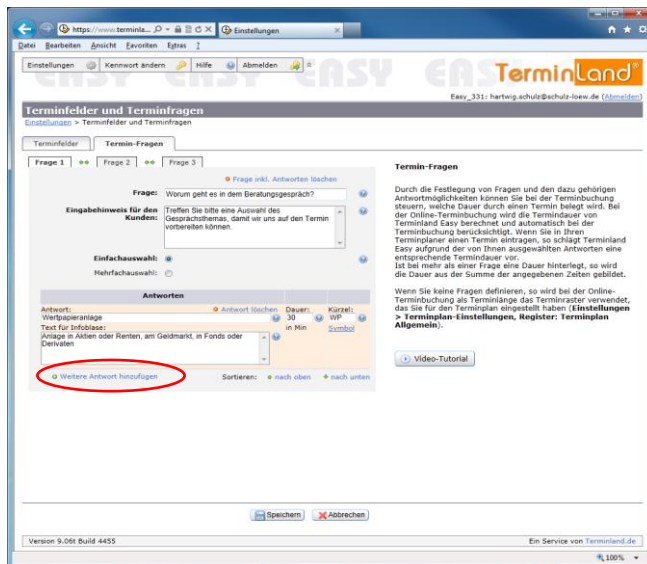 https://www.terminla...
Einstellungen
Datei Bearbeiten Ansicht Favoriten Extras ?
100%
Einstellungen Kennwort ändern Hilfe Abmelden
EASY EASY EASY
TerminLand®
Easy_331: hartwig.schulz@schulz-loew.de (Abmelden)
Terminfelder und Terminfragen
Einstellungen > Terminfelder und Terminfragen
Terminfelder Termin-Fragen
Frage 1 Frage 2 Frage 3
Frage inkl. Antworten löschen
Frage: Worum geht es in dem Beratungsgespräch?
Eingabehinweis für den Kunden:
Treffen Sie bitte eine Auswahl des
Gesprächsthemas, damit wir uns auf den Termin
vorbereiten können.
Einfachauswahl:
Mehrfachauswahl:
Antworten
Antwort: Antwort löschen Dauer: Kürzel:
Wertpapieranlage 30 WP
Text für Infoblase: in Min Symbol
Anlage in Aktien oder Renten, am Geldmarkt, in Fonds oder
Derivaten
Weitere Antwort hinzufügen Sortieren: nach oben nach unten
Termin-Fragen
Durch die Festlegung von Fragen und den dazu gehörigen
Antwortmöglichkeiten können Sie bei der Terminbuchung
steuern, welche Dauer durch einen Termin belegt wird. Bei
der Online-Terminbuchung wird die Termindauer von
Terminland Easy berechnet und automatisch bei der
Terminbuchung berücksichtigt. Wenn Sie in Ihren
Terminplaner einen Termin eintragen, so schlägt Terminland
Easy aufgrund der von Ihnen ausgewählten Antworten eine
entsprechende Termindauer vor.
Ist bei mehr als einer Frage eine Dauer hinterlegt, so wird
die Dauer aus der Summe der angegebenen Zeiten gebildet.
Wenn Sie keine Fragen definieren, so wird bei der Online-
Terminbuchung als Terminlänge das Terminraster verwendet,
das Sie für den Terminplan eingestellt haben (Einstellungen
> Terminplan-Einstellungen, Register: Terminplan
Allgemein).
Video-Tutorial
Speichern Abbrechen
Version 9.06t Build 4455
Ein Service von Terminland.de